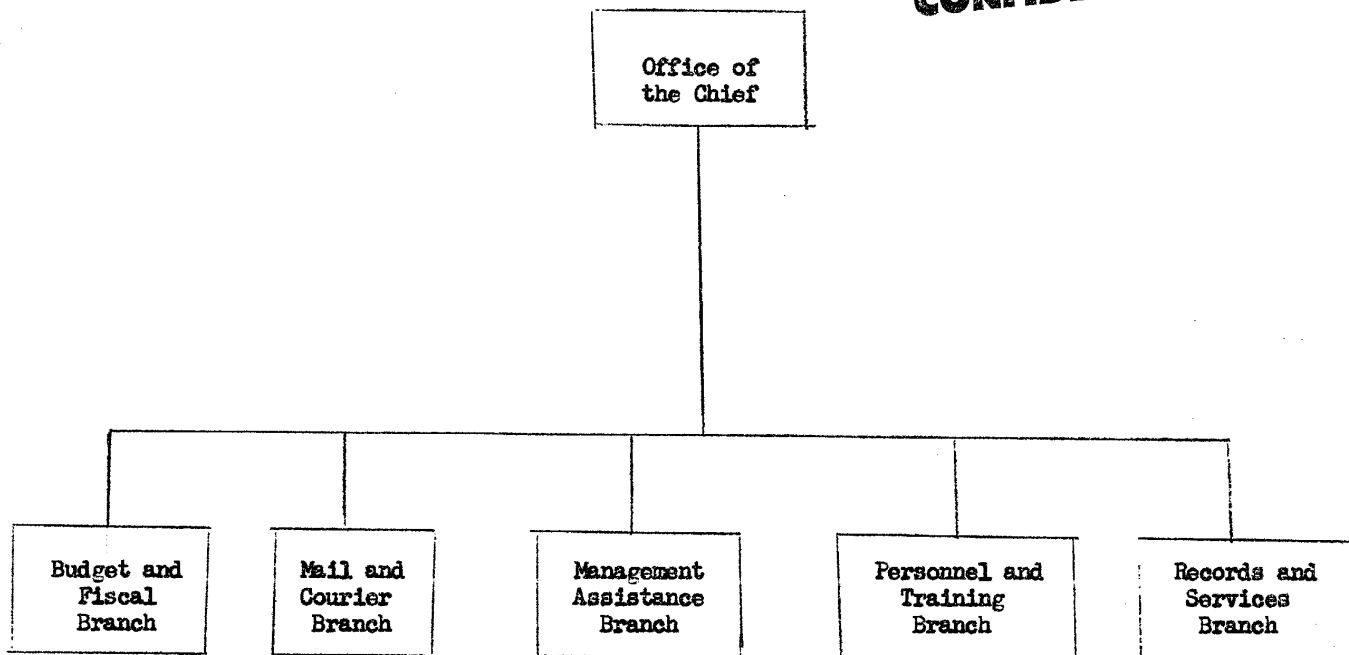 Office of
the Chief
Budget and
Fiscal
Branch
Mail and
Courier
Branch
Management
Assistance
Branch
Personnel and
Training
Branch
Records and
Services
Branch